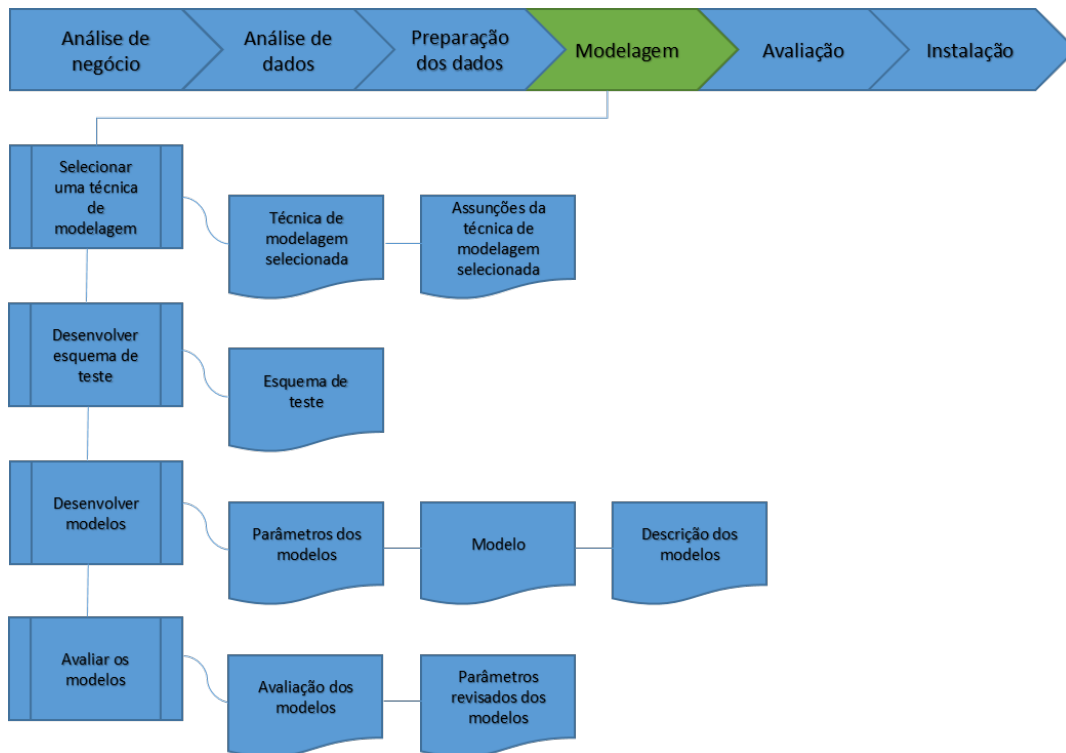 Análise de
negócio
Análise de
dados
Preparação
dos dados
Modelagem
Avaliação
Instalação
Selecionar
uma técnica
de
modelagem
Técnica de
modelagem
selecionada
Assunções da
técnica de
modelagem
selecionada
Desenvolver
esquema de
teste
Esquema de
teste
Desenvolver
modelos
Parâmetros dos
modelos
Modelo
Descrição dos
modelos
Avaliar os
modelos
Avaliação dos
modelos
Parâmetros
revisados dos
modelos